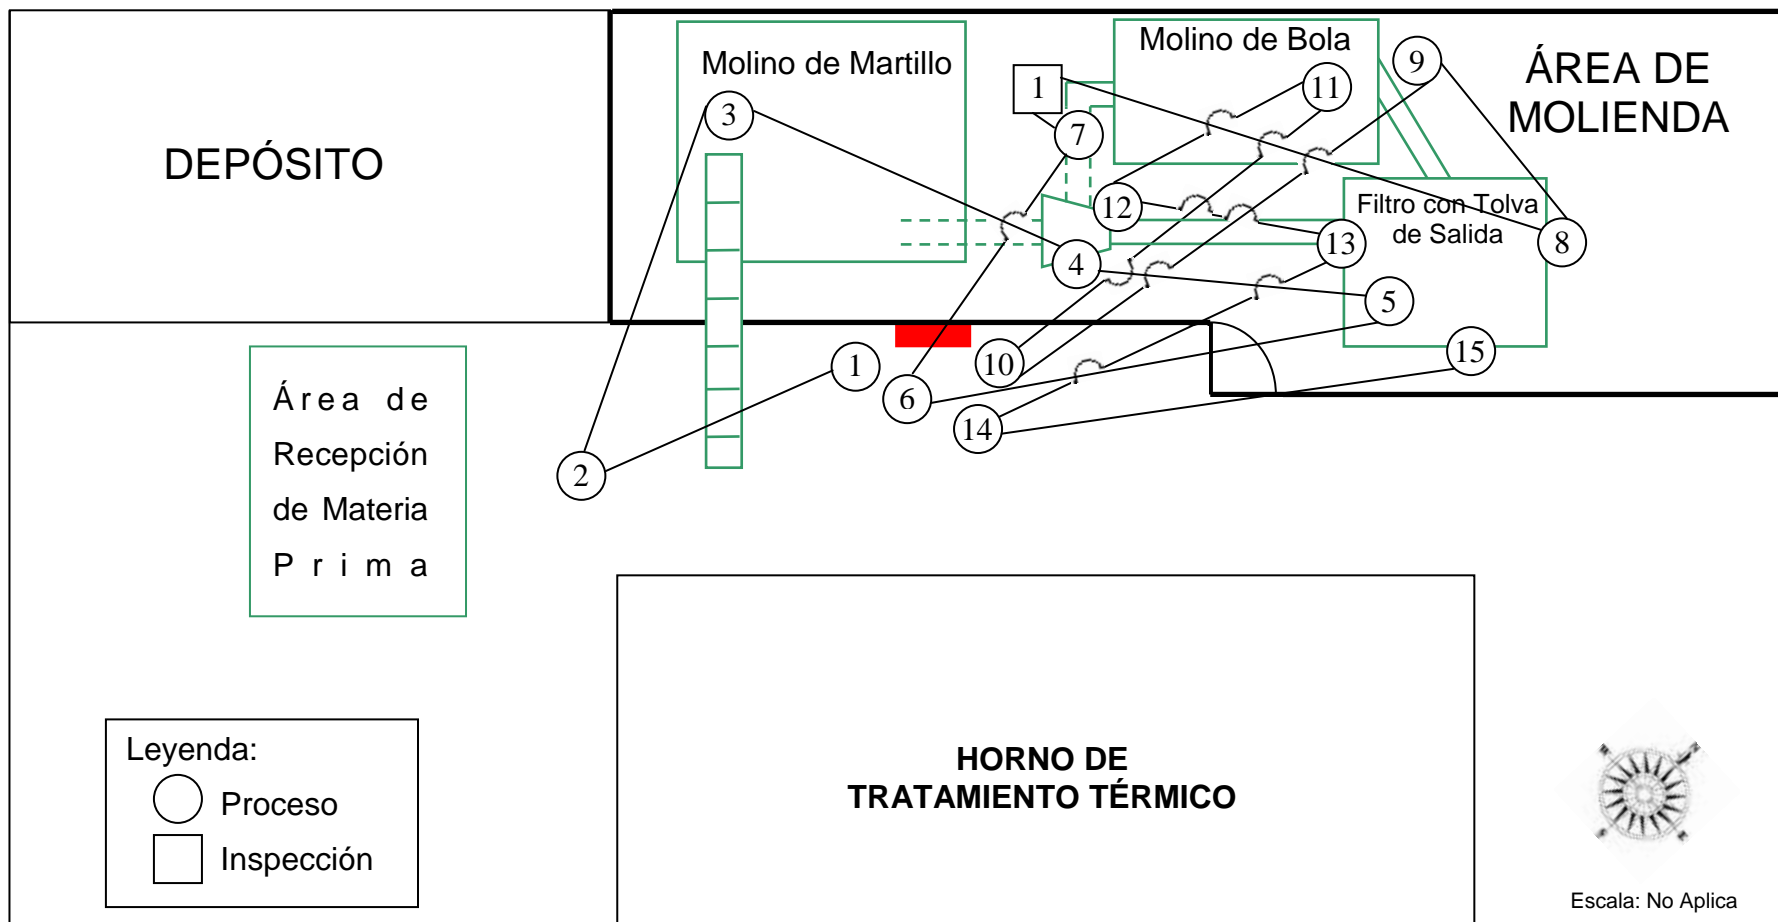 DEPÓSITO
Molino de Martillo
Molino de Bola
ÁREA DE
MOLIENDA
Filtro con Tolva
de Salida
1
3
7
11
9
12
13
8
4
5
15
1
10
6
14
2
Área de
Recepción
de Materia
Prima
HORNO DE
TRATAMIENTO TÉRMICO
Leyenda:
Proceso
Inspección
Escala: No Aplica